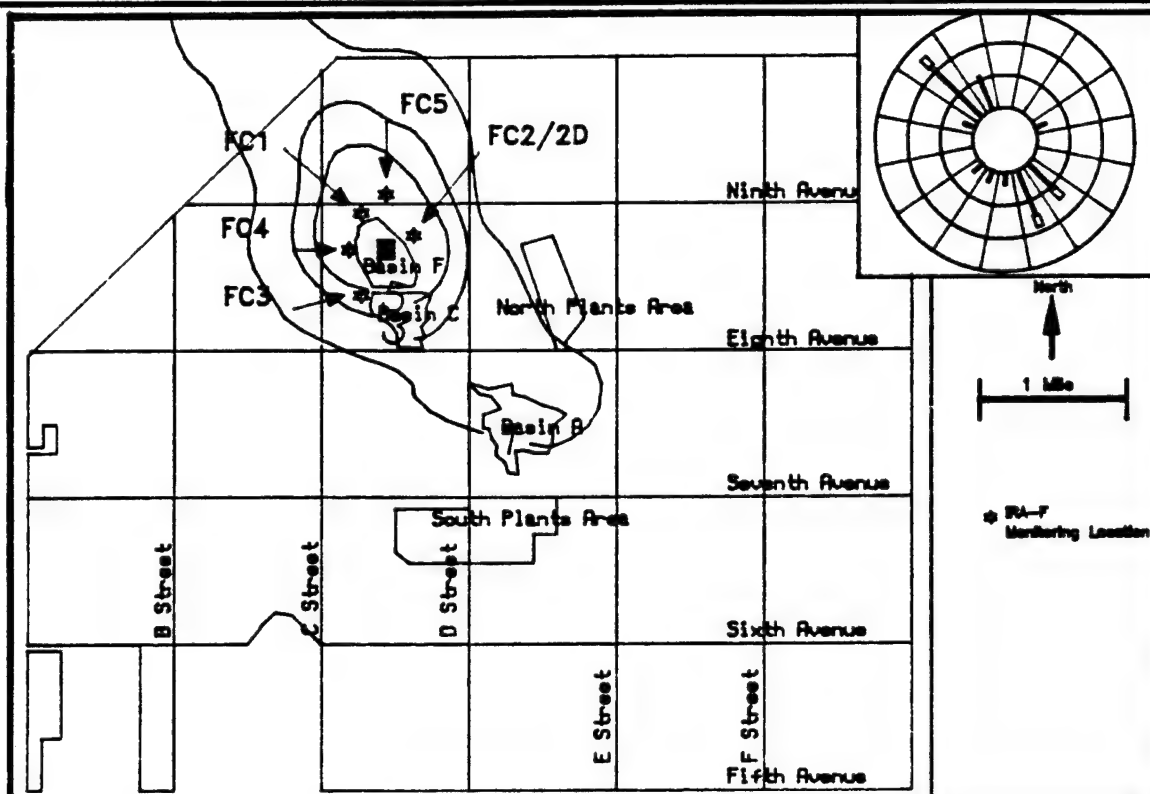 FC5
FC1
FC2/2D
Ninth Avenue
FC4
Basin F
North
FC3
Basin C
North Plants Area
Eighth Avenue
1 Mile
Basin A
Seventh Avenue
South Plants Area
IRA-F
Monitoring Location
B Street
C Street
D Street
Sixth Avenue
E Street
F Street
Fifth Avenue